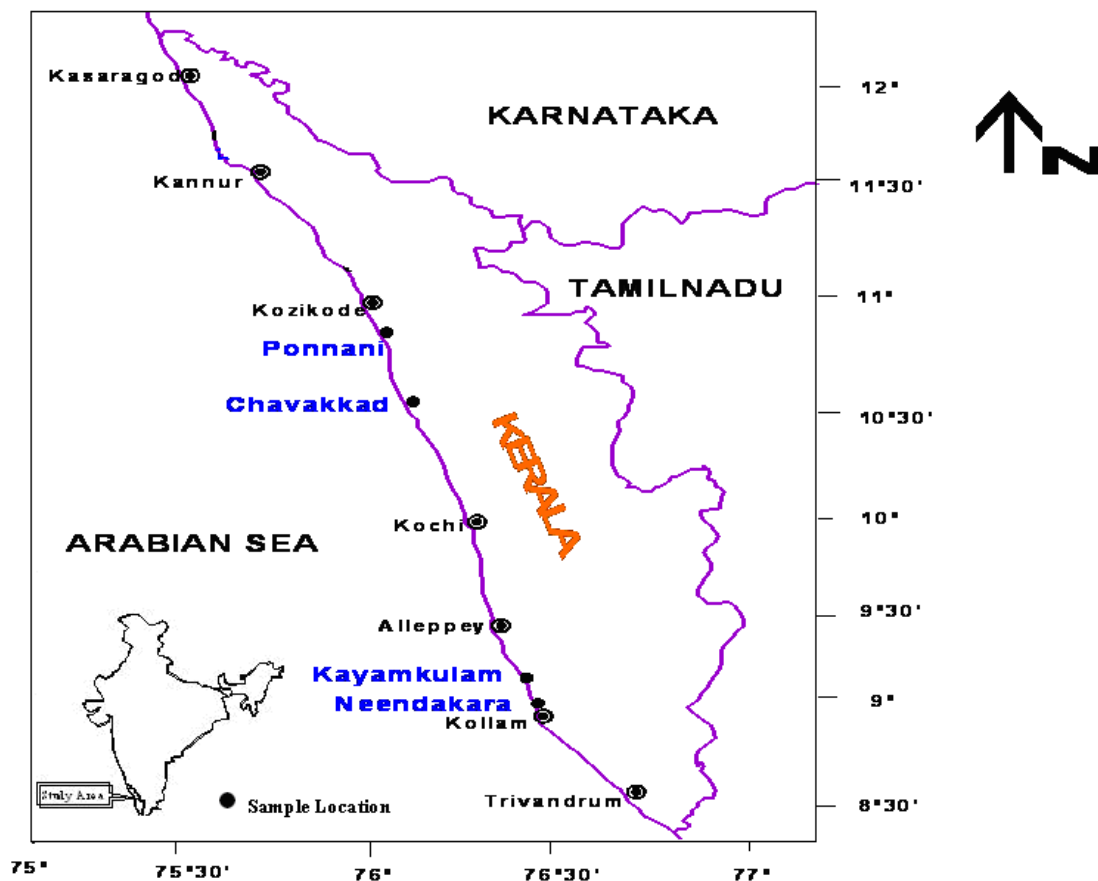 Kasaragod
12°
KARNATAKA
N
Kannur
11°30'
TAMILNADU
11°
Kozikode
Ponnani
Chavakkad
10°30'
KERALA
Kochi
10°
ARABIAN SEA
9°30'
Alleppey
Kayamkulam
Neendakara
9°
Kollam
Study Area
Sample Location
Trivandrum
8°30'
75°
75°30'
76°
76°30'
77°